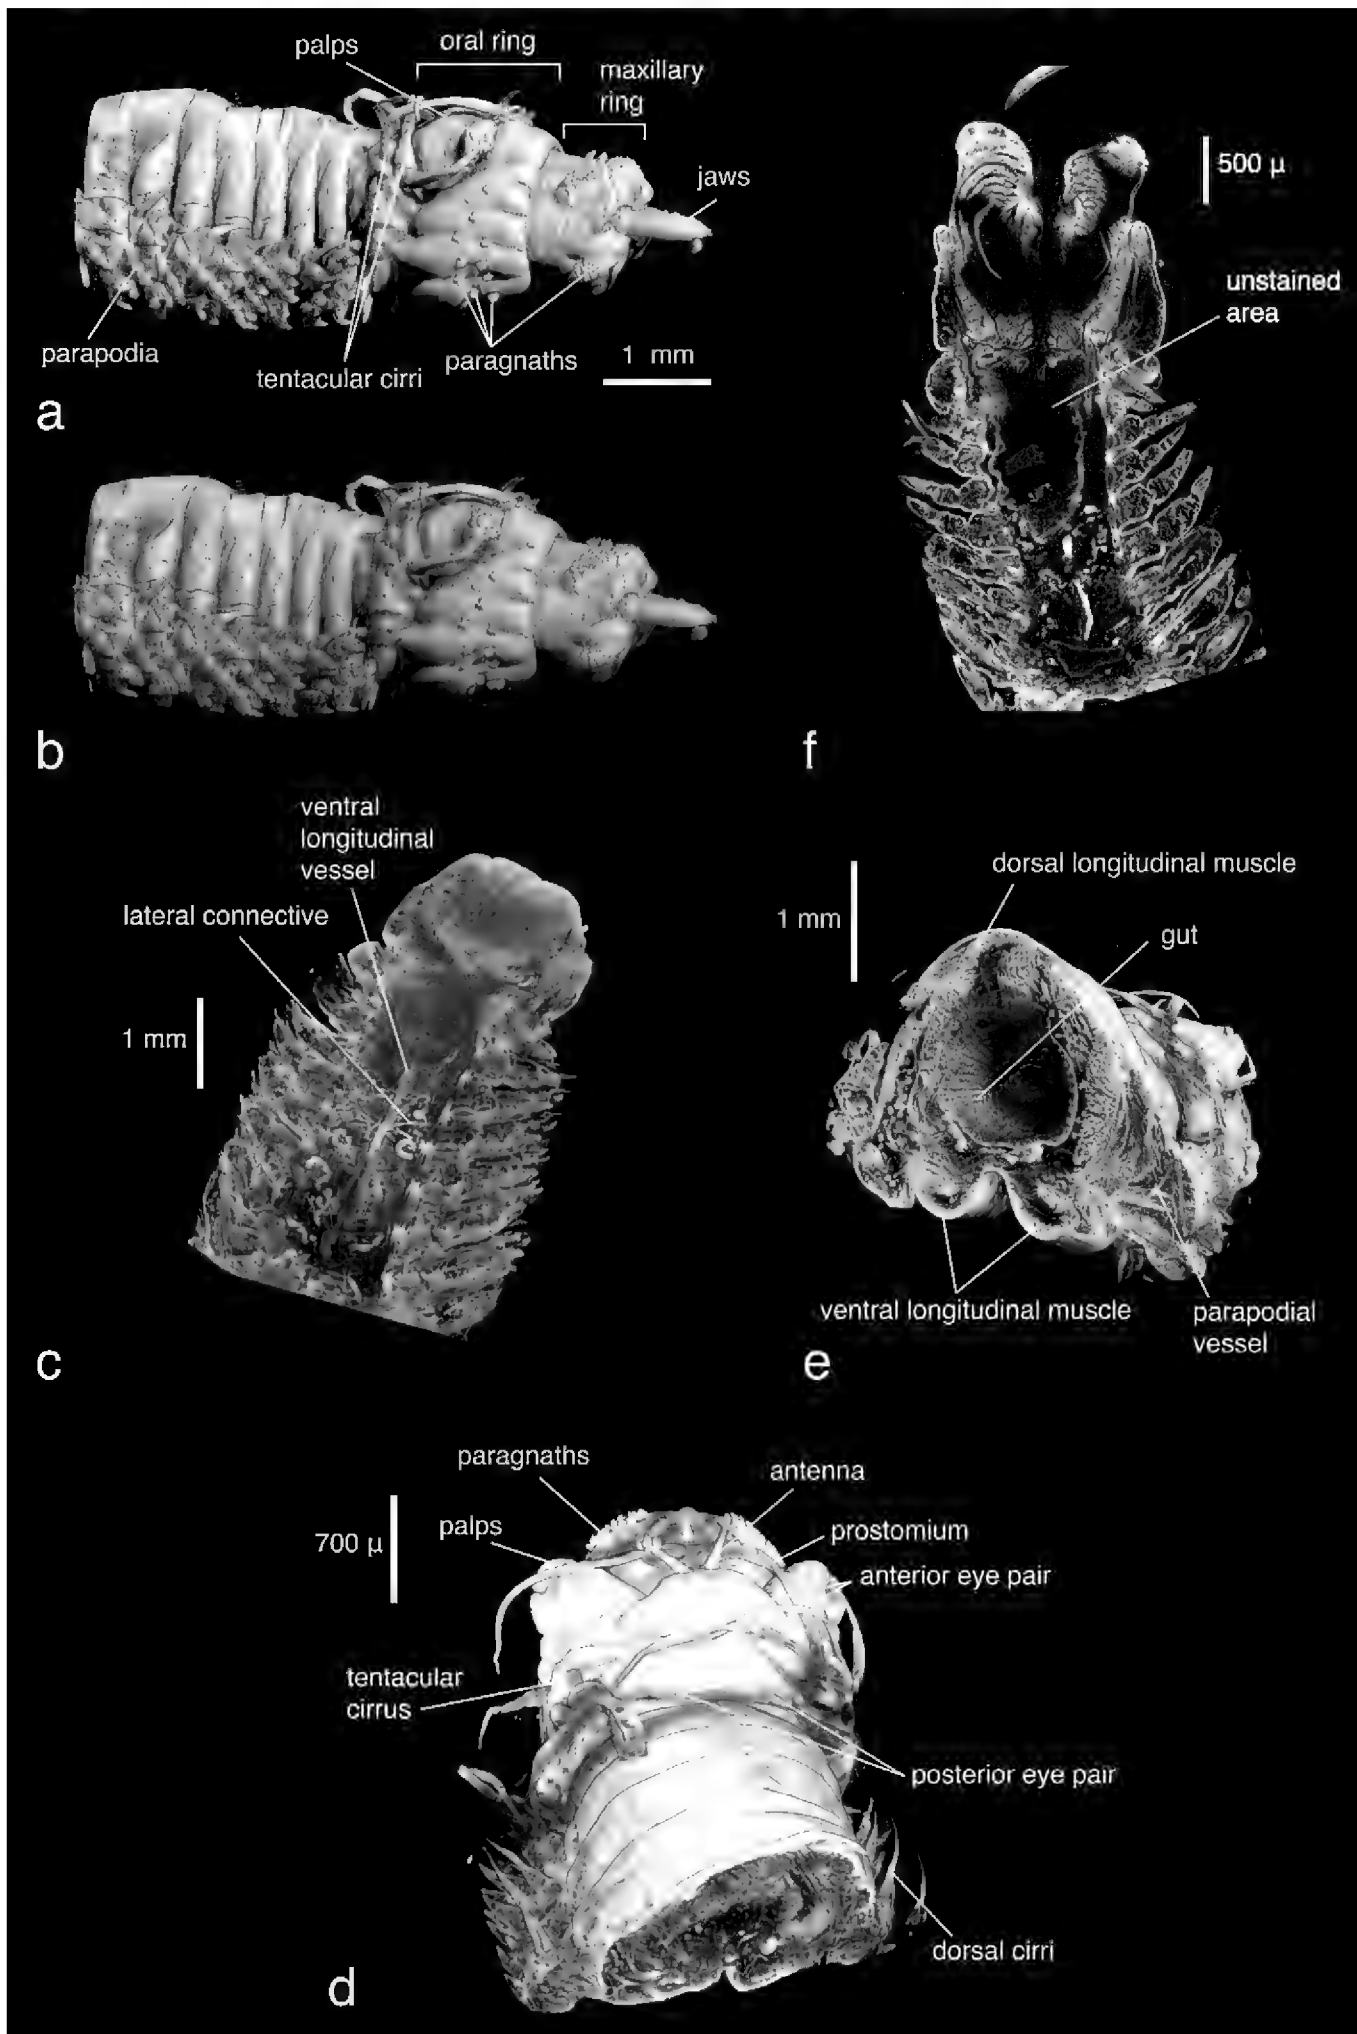 palps
oral ring
maxillary
ring
jaws
parapodia
tentacular cirri
paragnaths
1 mm
a
b
500 μ
unstained
area
f
ventral
longitudinal
vessel
lateral connective
1 mm
c
dorsal longitudinal muscle
1 mm
gut
ventral longitudinal muscle
parapodial
vessel
e
paragnaths
antenna
700 μ
palps
prostomium
anterior eye pair
tentacular
cirrus
posterior eye pair
dorsal cirri
d